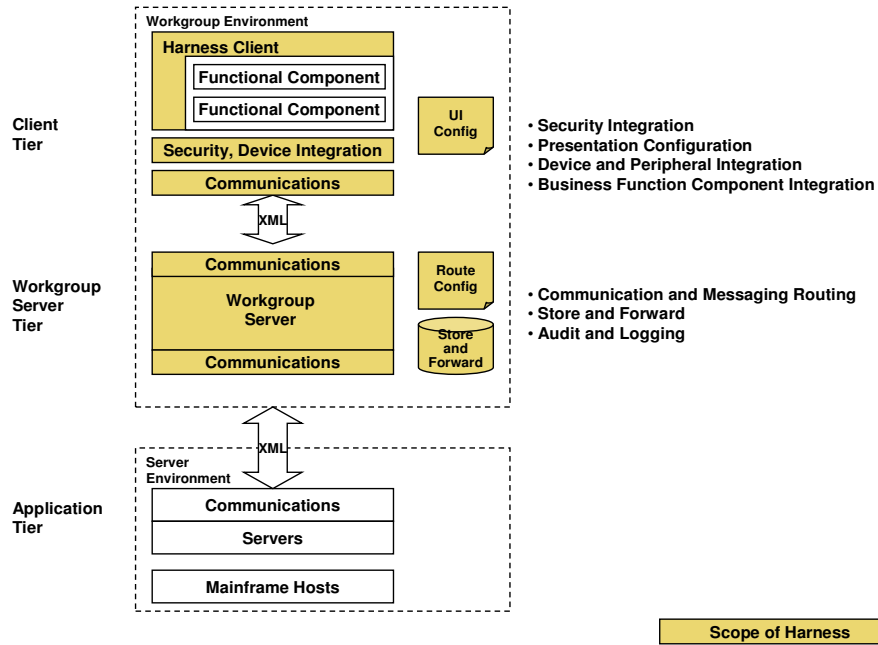 Workgroup Environment
Harness Client
Functional Component
Functional Component
Client
Tier
UI
Config
Security, Device Integration
Communications
XML
• Security Integration
• Presentation Configuration
• Device and Peripheral Integration
• Business Function Component Integration
Workgroup
Server
Tier
Communications
Workgroup
Server
Communications
Route
Config
Store
and
Forward
• Communication and Messaging Routing
• Store and Forward
• Audit and Logging
XML
Server
Environment
Application
Tier
Communications
Servers
Mainframe Hosts
Scope of Harness